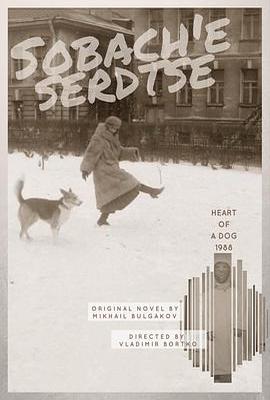 SOBACH'E
SERDTSE
HEART
OF
A DOG
1988
ORIGINAL NOVEL BY
MIKHAIL BULGAKOV
DIRECTED BY
VLADIMIR BORTKO